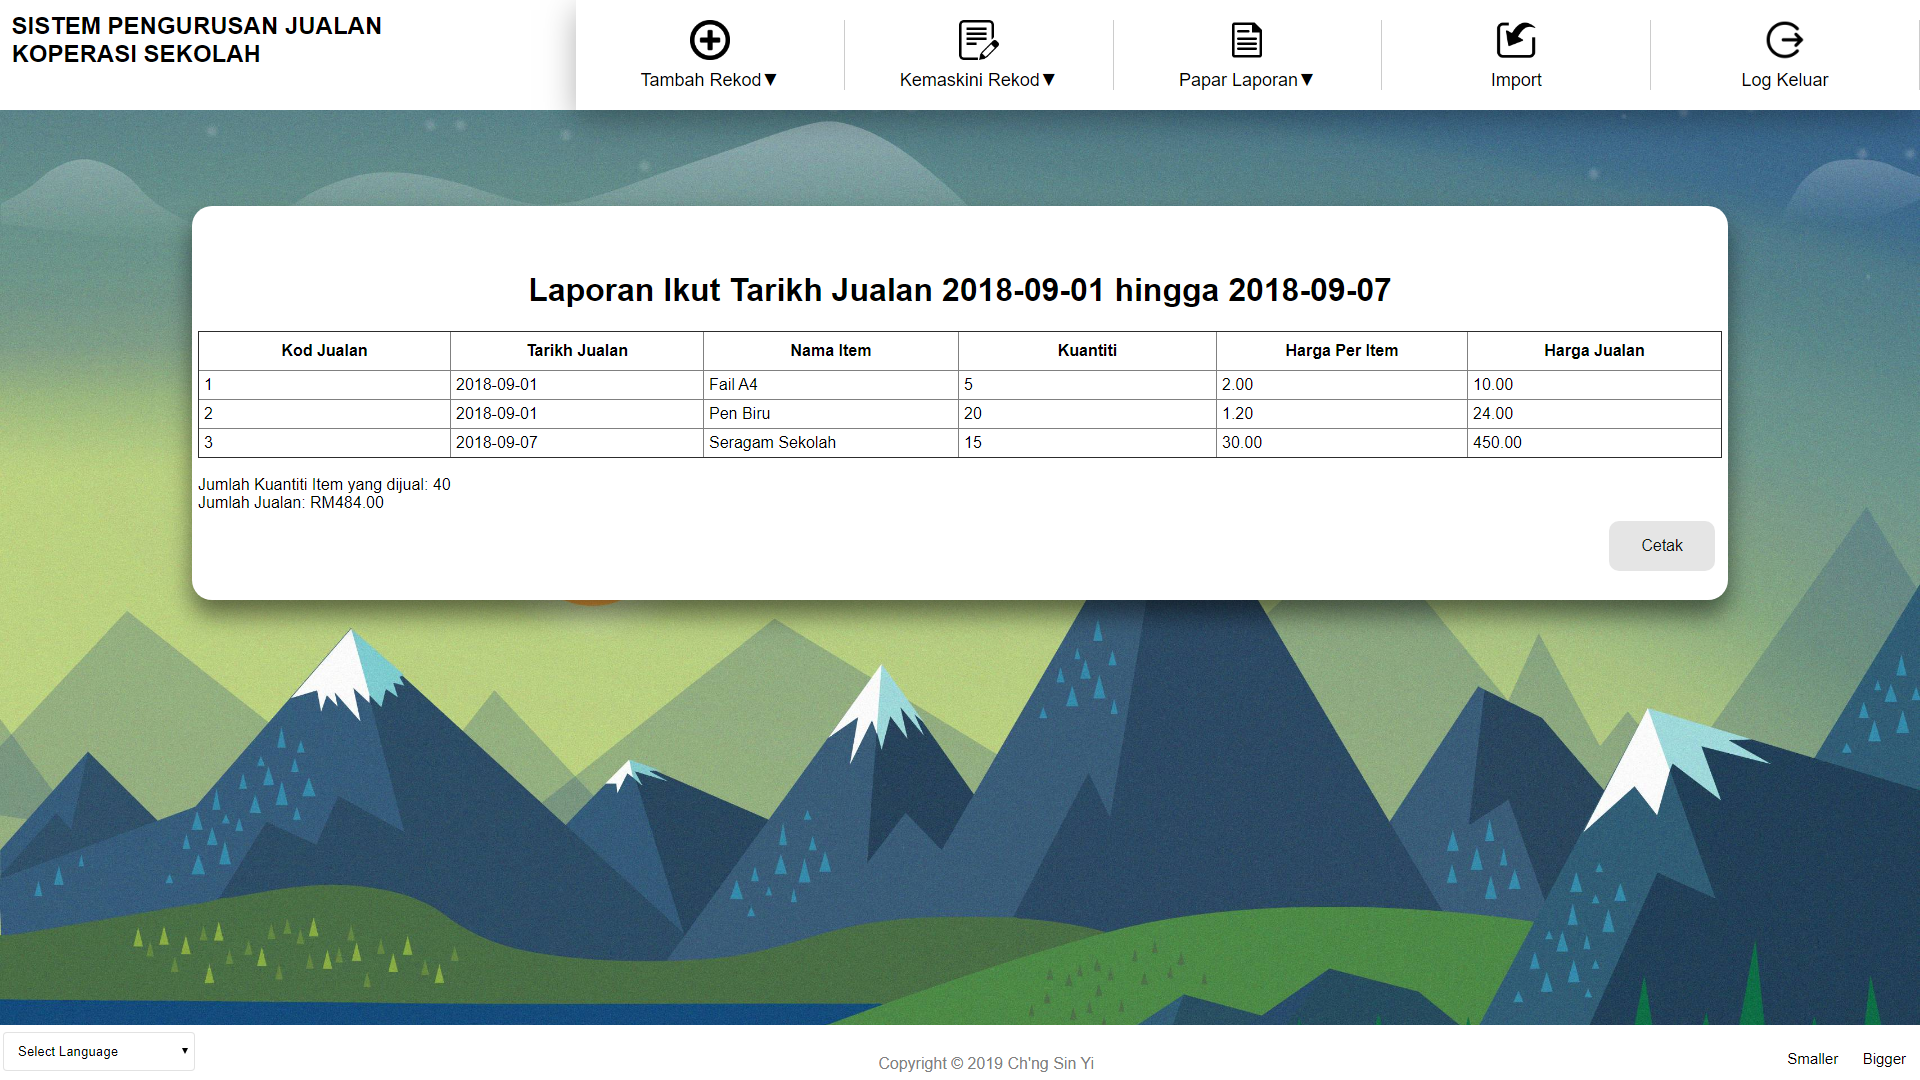 SISTEM PENGURUSAN JUALAN
KOPERASI SEKOLAH
Tambah Rekod▼
Kemaskini Rekod▼
Papar Laporan▼
Import
Log Keluar
Laporan Ikut Tarikh Jualan 2018-09-01 hingga 2018-09-07
Kod Jualan Tarikh Jualan Nama Item Kuantiti Harga Per Item Harga Jualan
1 2018-09-01 Fail A4 5 2.00 10.00
2 2018-09-01 Pen Biru 20 1.20 24.00
3 2018-09-07 Seragam Sekolah 15 30.00 450.00
Jumlah Kuantiti Item yang dijual: 40
Jumlah Jualan: RM484.00
Cetak
Select Language
Copyright © 2019 Ch'ng Sin Yi
Smaller Bigger